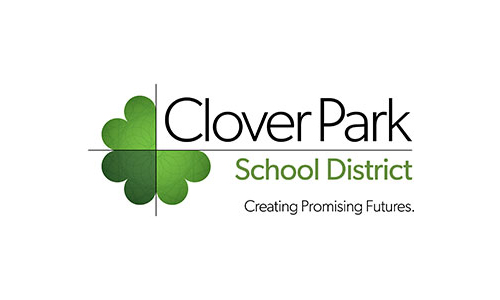 Clover Park
School District
Creating Promising Futures.